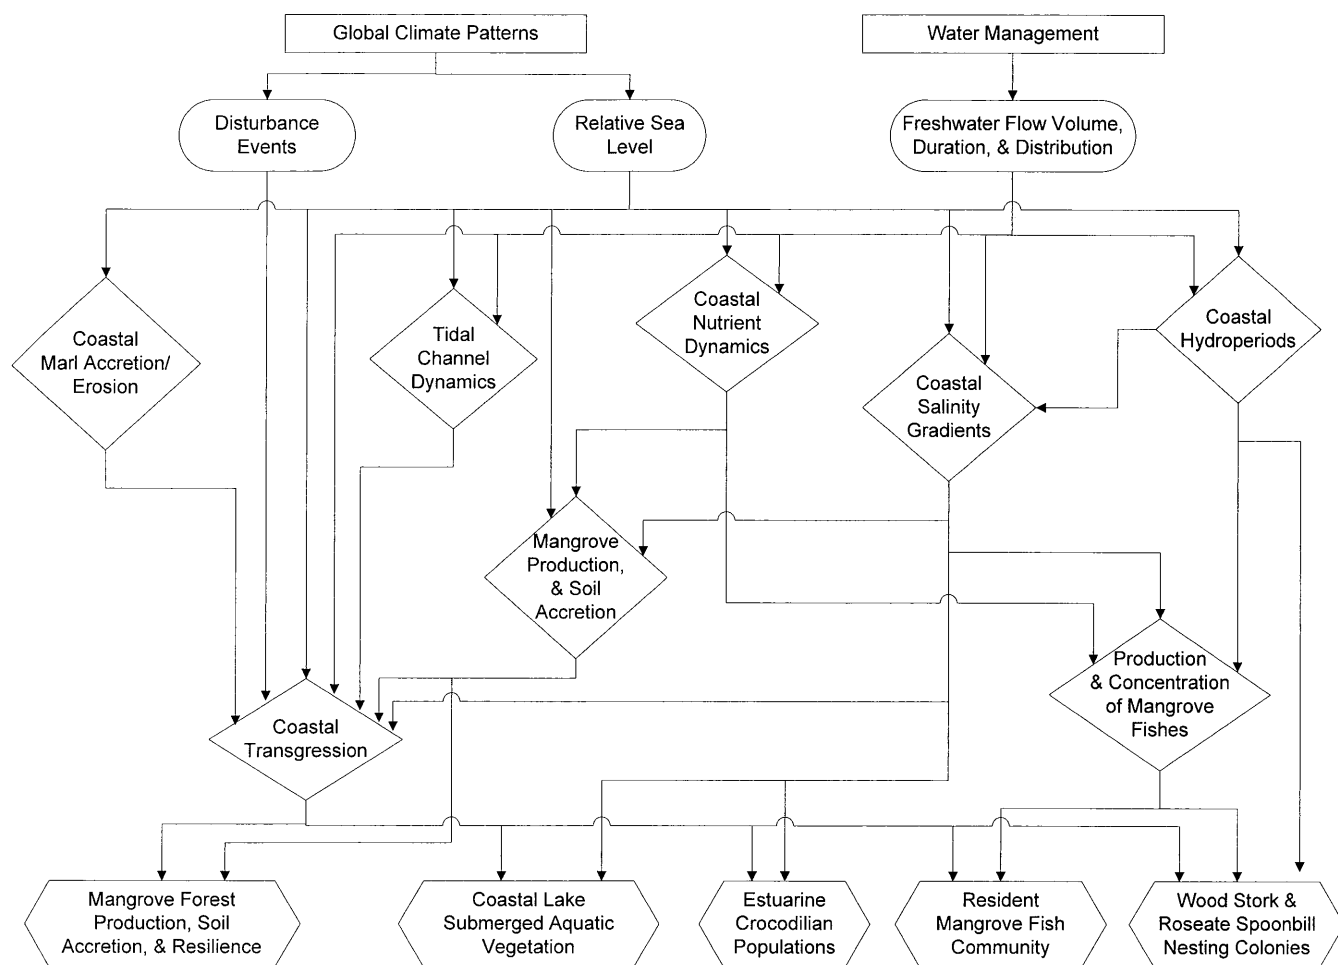 Global Climate Patterns
Water Management
Disturbance
Events
Relative Sea
Level
Freshwater Flow Volume,
Duration, & Distribution
Coastal
Marl Accretion/
Erosion
Tidal
Channel
Dynamics
Coastal
Nutrient
Dynamics
Coastal
Salinity
Gradients
Coastal
Hydroperiods
Mangrove
Production,
& Soil
Accretion
Production
& Concentration
of Mangrove
Fishes
Coastal
Transgression
Mangrove Forest
Production, Soil
Accretion, & Resilience
Coastal Lake
Submerged Aquatic
Vegetation
Estuarine
Crocodilian
Populations
Resident
Mangrove Fish
Community
Wood Stork &
Roseate Spoonbill
Nesting Colonies